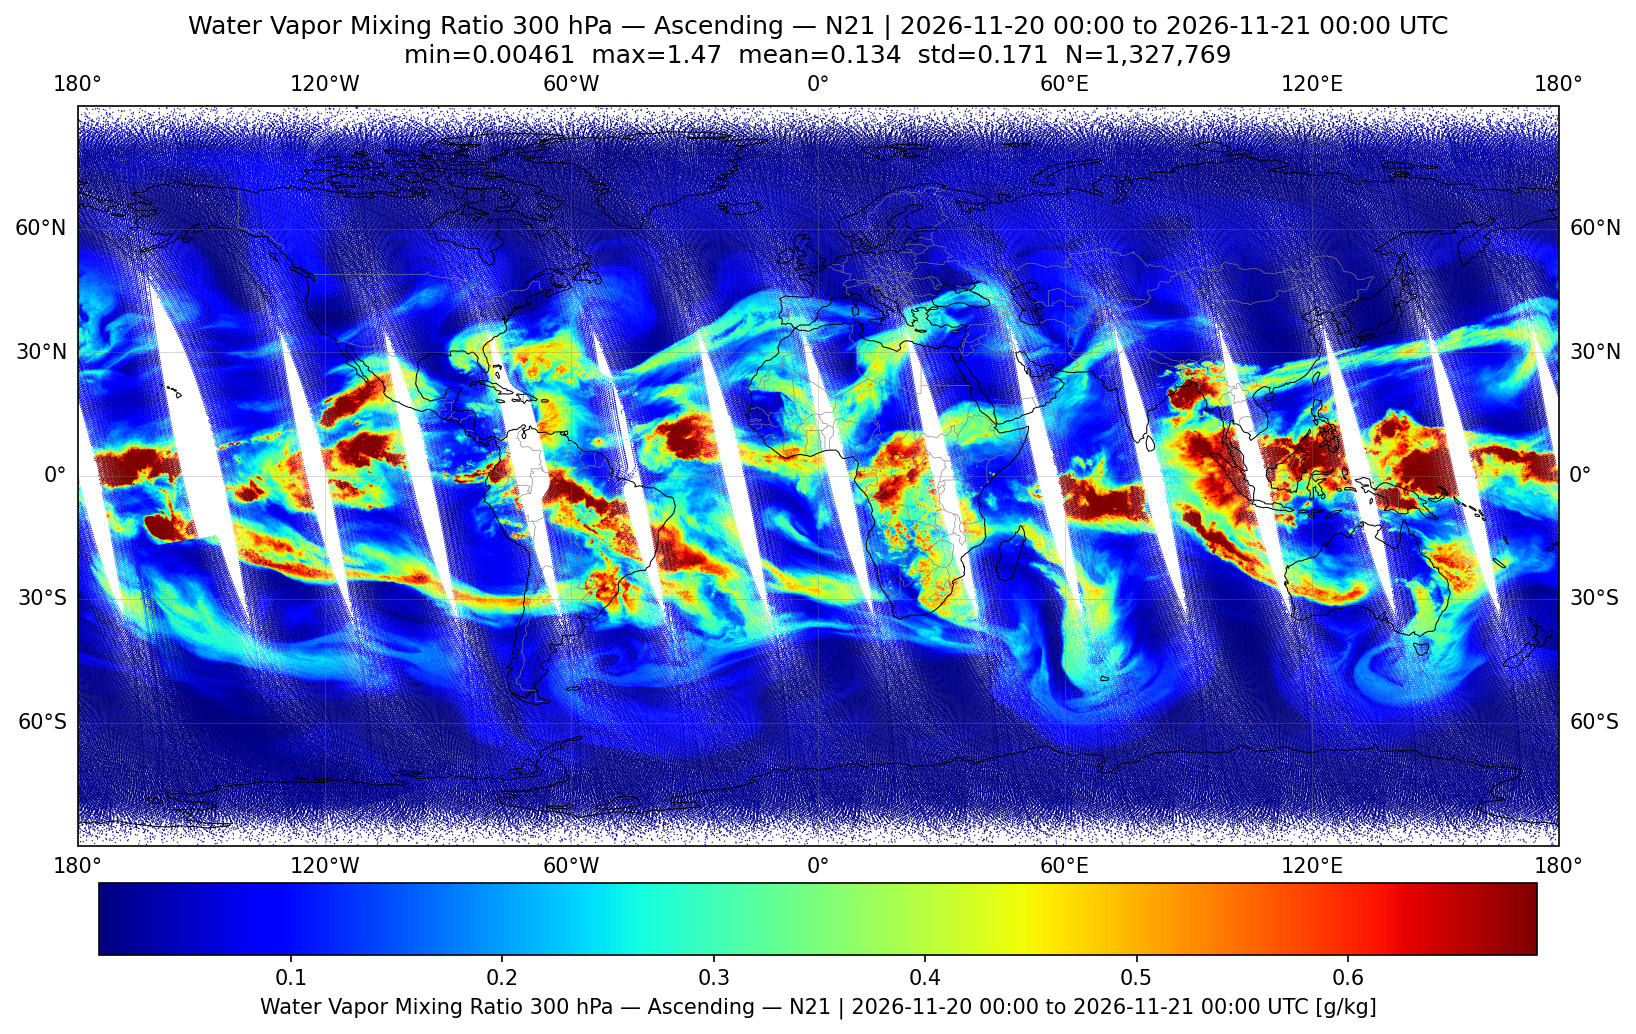 Water Vapor Mixing Ratio 300 hPa — Ascending — N21 | 2026-11-20 00:00 to 2026-11-21 00:00 UTC
min=0.00461 max=1.47 mean=0.134 std=0.171 N=1,327,769
180° 120°W 60°W 0° 60°E 120°E 180°
60°N 60°N
30°N 30°N
0° 0°
30°S 30°S
60°S 60°S
180° 120°W 60°W 0° 60°E 120°E 180°
0.1 0.2 0.3 0.4 0.5 0.6
Water Vapor Mixing Ratio 300 hPa — Ascending — N21 | 2026-11-20 00:00 to 2026-11-21 00:00 UTC [g/kg]